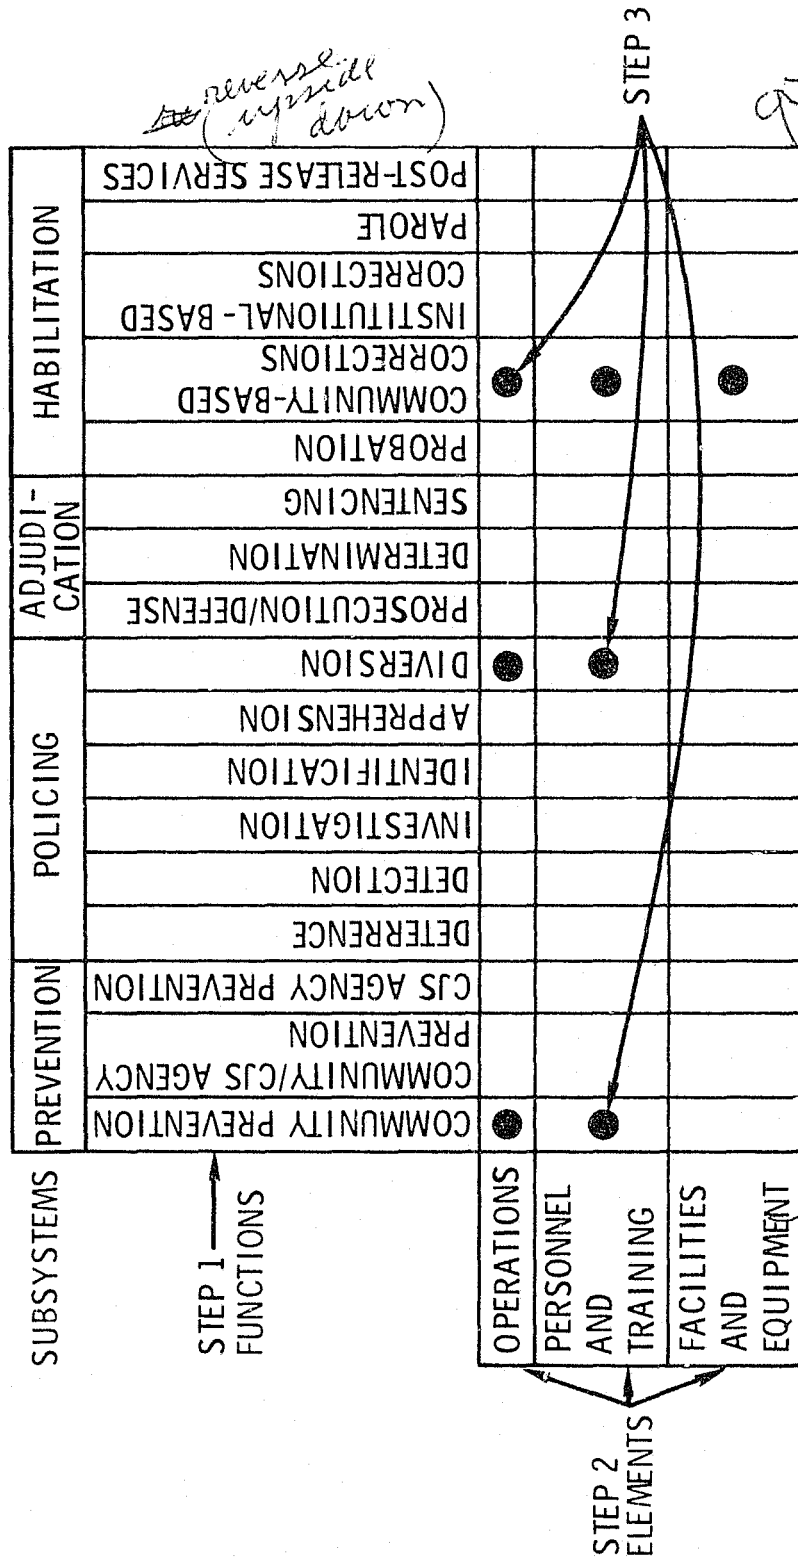 SUBSYSTEMS
PREVENTION
POLICING
ADJUDI-
CATION
HABILITATION
STEP 1
FUNCTIONS
COMMUNITY PREVENTION
COMMUNITY/CJS AGENCY
PREVENTION
CJS AGENCY PREVENTION
DETERRENCE
DETECTION
INVESTIGATION
IDENTIFICATION
APPREHENSION
DIVERSION
PROSECUTION/DEFENSE
DETERMINATION
SENTENCING
PROBATION
COMMUNITY-BASED
CORRECTIONS
INSTITUTIONAL-BASED
CORRECTIONS
PAROLE
POST-RELEASE SERVICES
reverse
(upside
down)
STEP 2
ELEMENTS
OPERATIONS
PERSONNEL
AND
TRAINING
FACILITIES
AND
EQUIPMENT
STEP 3